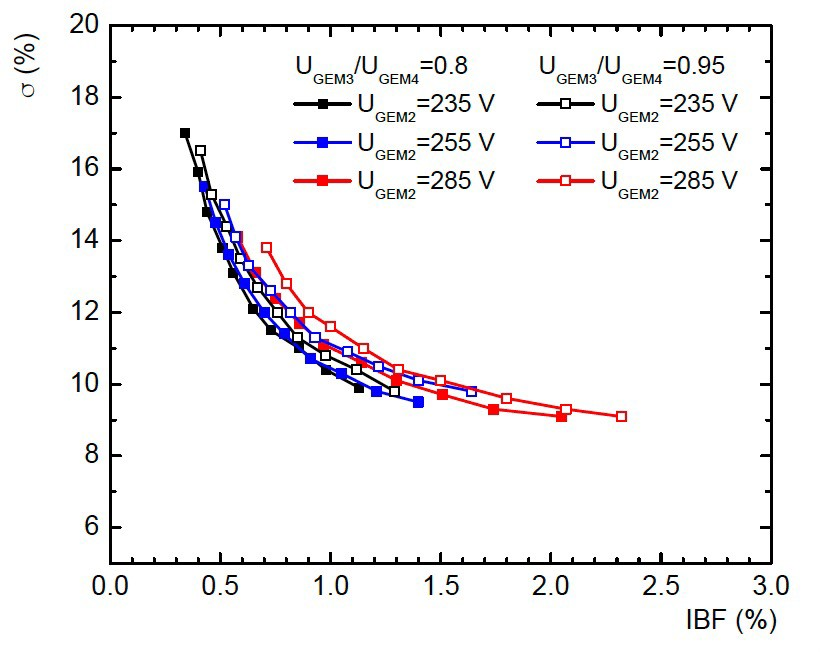 20
18
16
14
12
10
8
6
σ (%)
U_GEM3/U_GEM4=0.8
U_GEM2=235 V
U_GEM2=255 V
U_GEM2=285 V
U_GEM3/U_GEM4=0.95
U_GEM2=235 V
U_GEM2=255 V
U_GEM2=285 V
0.0 0.5 1.0 1.5 2.0 2.5 3.0
IBF (%)